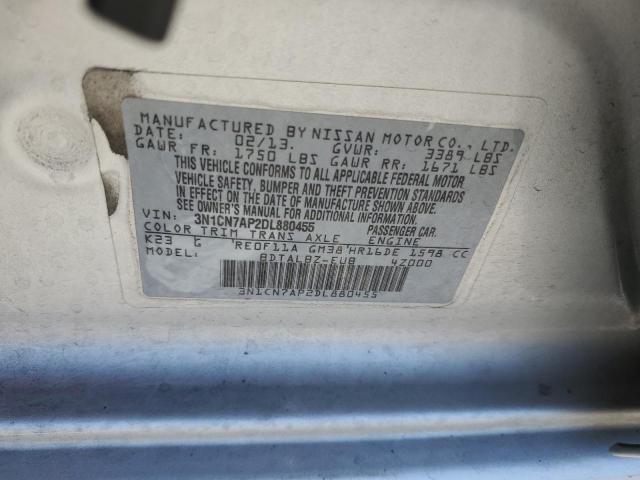 MANUFACTURED BY NISSAN MOTOR CO., LTD.
DATE: 02/13. GVWR: 3389 LBS
GAWR FR: 1750 LBS GAWR RR: 1671 LBS
THIS VEHICLE CONFORMS TO ALL APPLICABLE FEDERAL MOTOR
VEHICLE SAFETY, BUMPER AND THEFT PREVENTION STANDARDS
IN EFFECT ON THE DATE OF MANUFACTURE SHOWN ABOVE.
SEE OWNER'S MANUAL FOR ADDITIONAL INFORMATION
VIN: 3N1CN7AP2DL880455 PASSENGER CAR.
COLOR TRIM TRANS AXLE ENGINE
K23 G RE0F11A GM38 HR16DE 1598 CC
MODEL: BDTALBZ-EUB 4Z000
3N1CN7AP2DL880455